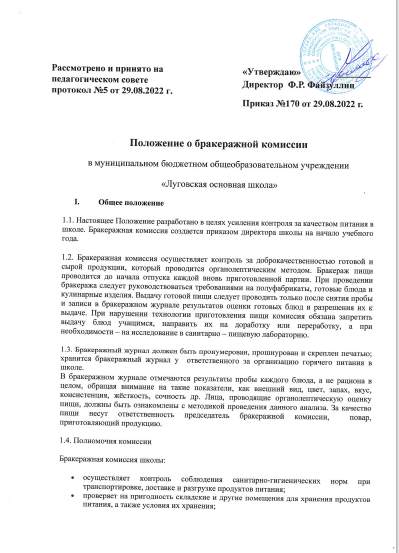 Рассмотрено и принято на
педагогическом совете
протокол №5 от 29.08.2022 г.
«Утверждаю»
Директор Ф.Р. Файзуллин
Приказ №170 от 29.08.2022 г.
Положение о бракеражной комиссии
в муниципальном бюджетном общеобразовательном учреждении
«Луговская основная школа»
I. Общее положение
1.1. Настоящее Положение разработано в целях усиления контроля за качеством питания в
школе. Бракеражная комиссия создается приказом директора школы на начало учебного
года.
1.2. Бракеражная комиссия осуществляет контроль за доброкачественностью готовой и
сырой продукции, который проводится органолептическим методом. Бракераж пищи
проводится до начала отпуска каждой вновь приготовленной партии. При проведении
бракеража следует руководствоваться требованиями на полуфабрикаты, готовые блюда и
кулинарные изделия. Выдачу готовой пищи следует проводить только после снятия пробы
и записи в бракеражном журнале результатов оценки готовых блюд и разрешения их к
выдаче. При нарушении технологии приготовления пищи комиссия обязана запретить
выдачу блюд учащимся, направить их на доработку или переработку, а при
необходимости – на исследование в санитарно – пищевую лабораторию.
1.3. Бракеражный журнал должен быть пронумерован, прошнурован и скреплен печатью;
хранится бракеражный журнал у ответственного за организацию горячего питания в
школе.
В бракеражном журнале отмечаются результаты пробы каждого блюда, а не рациона в
целом, обращая внимание на такие показатели, как внешний вид, цвет, запах, вкус,
консистенция, жёсткость, сочность др. Лица, проводящие органолептическую оценку
пищи, должны быть ознакомлены с методикой проведения данного анализа. За качество
пищи несут ответственность председатель бракеражной комиссии, повар,
приготовляющий продукцию.
1.4. Полномочия комиссии
Бракеражная комиссия школы:
• осуществляет контроль соблюдения санитарно-гигиенических норм при
транспортировке, доставке и разгрузке продуктов питания;
• проверяет на пригодность складские и другие помещения для хранения продуктов
питания, а также условия их хранения;